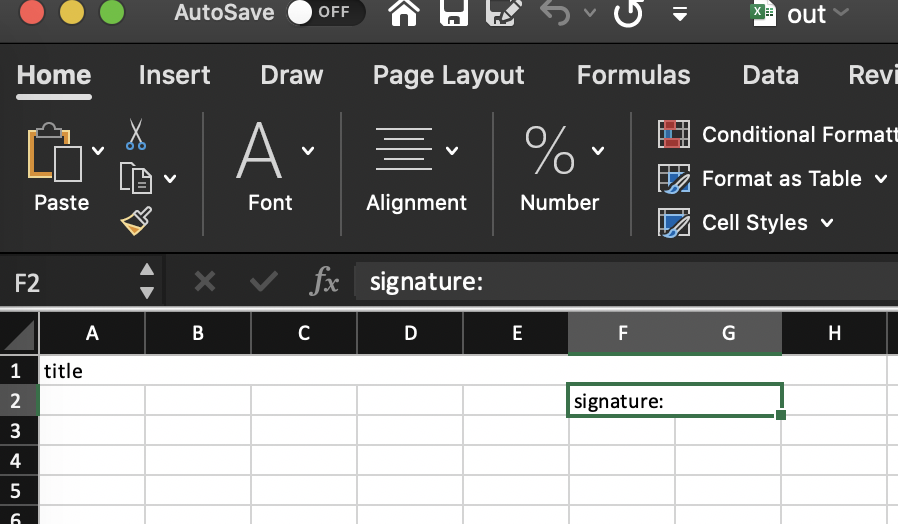 AutoSave OFF out
Home Insert Draw Page Layout Formulas Data Revi
Paste Font Alignment Number
A %
Conditional Formatt
Format as Table
Cell Styles
F2 fx signature:
A B C D E F G H
1 title
2 signature:
3
4
5
6